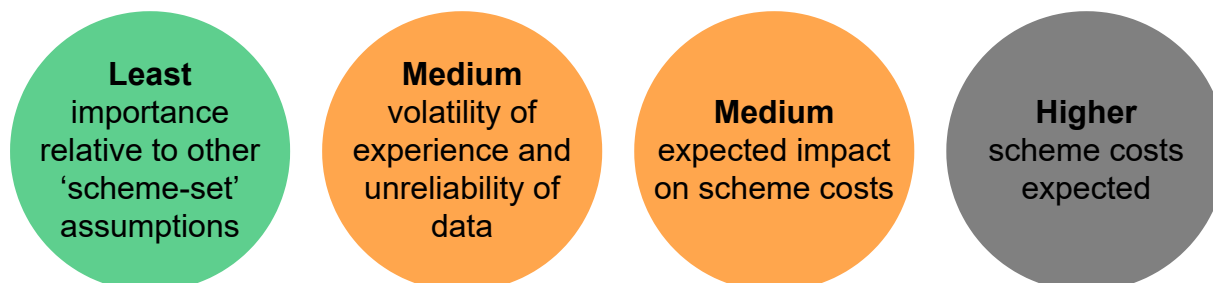 Least
importance
relative to other
‘scheme-set’
assumptions
Medium
volatility of
experience and
unreliability of
data
Medium
expected impact
on scheme costs
Higher
scheme costs
expected